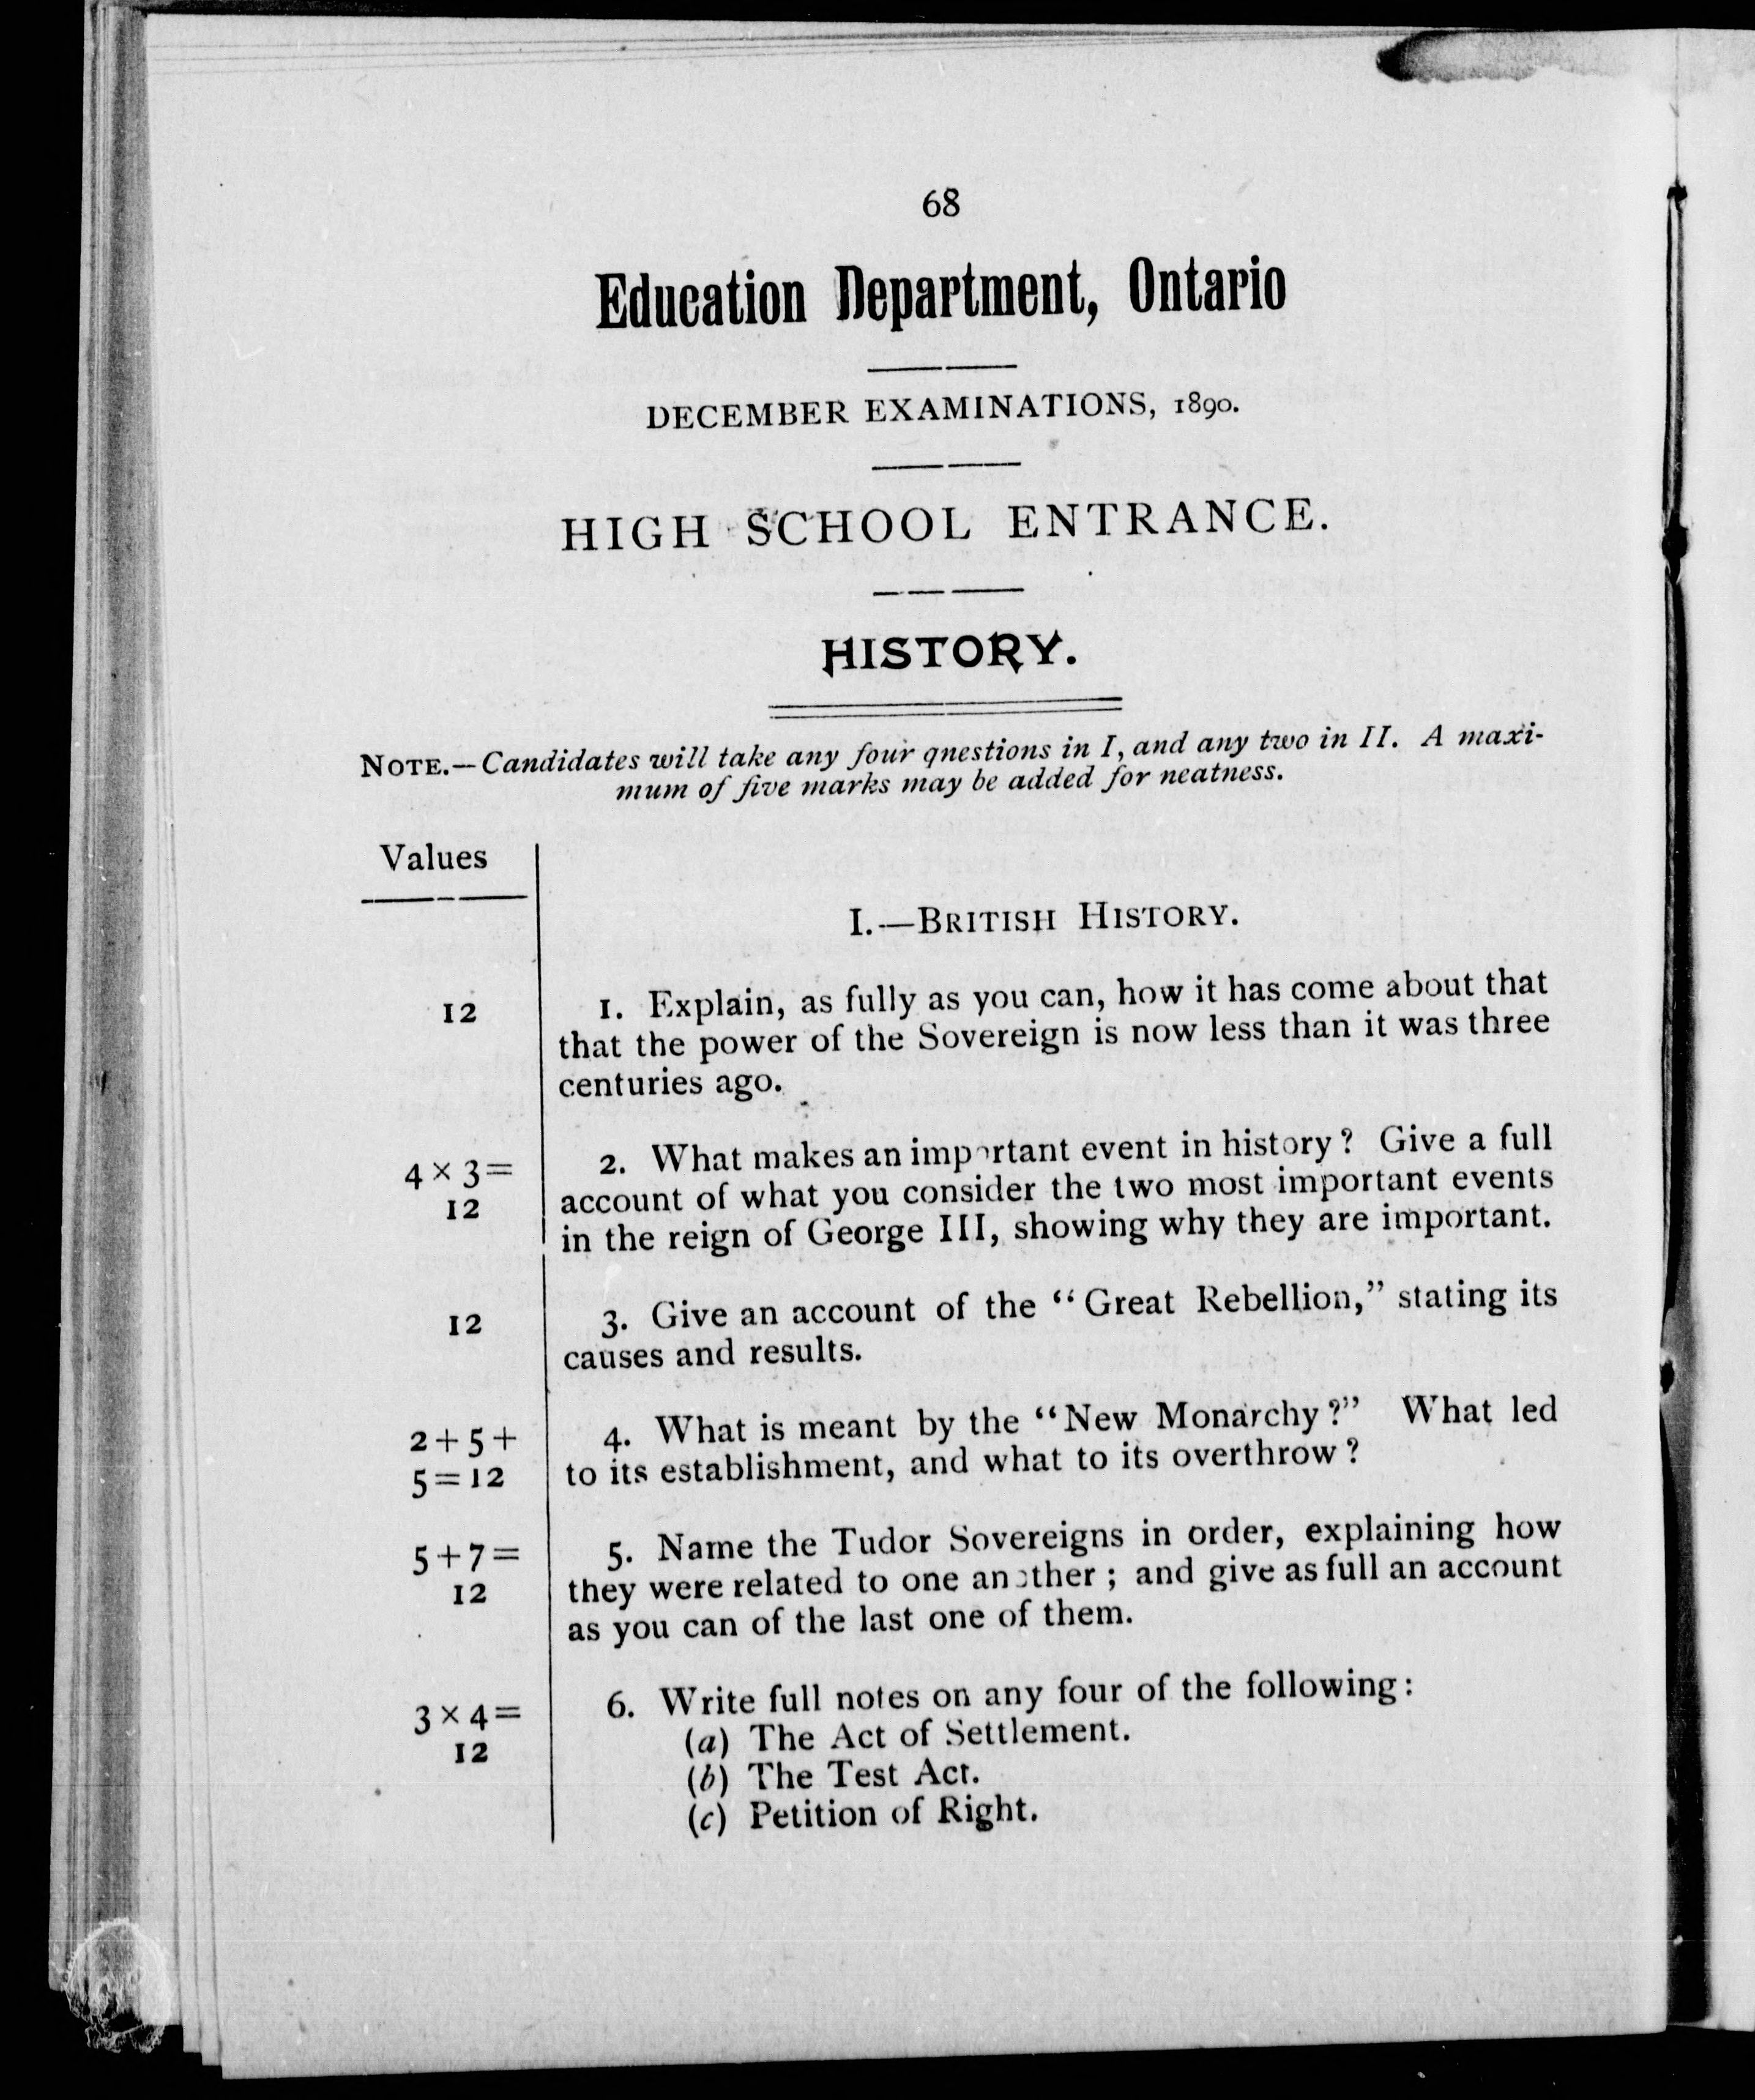 68
Education Department, Ontario
DECEMBER EXAMINATIONS, 1890.
HIGH SCHOOL ENTRANCE.
HISTORY.
NOTE.—Candidates will take any four qnestions in I, and any two in II. A maxi-
mum of five marks may be added for neatness.
Values
I.—BRITISH HISTORY.
12 1. Explain, as fully as you can, how it has come about that
that the power of the Sovereign is now less than it was three
centuries ago.
4 × 3= 2. What makes an important event in history? Give a full
12 account of what you consider the two most important events
in the reign of George III, showing why they are important.
12 3. Give an account of the "Great Rebellion," stating its
causes and results.
2+5+ 4. What is meant by the "New Monarchy?" What led
5=12 to its establishment, and what to its overthrow?
5+7= 5. Name the Tudor Sovereigns in order, explaining how
12 they were related to one another; and give as full an account
as you can of the last one of them.
3×4= 6. Write full notes on any four of the following:
12 (a) The Act of Settlement.
(b) The Test Act.
(c) Petition of Right.